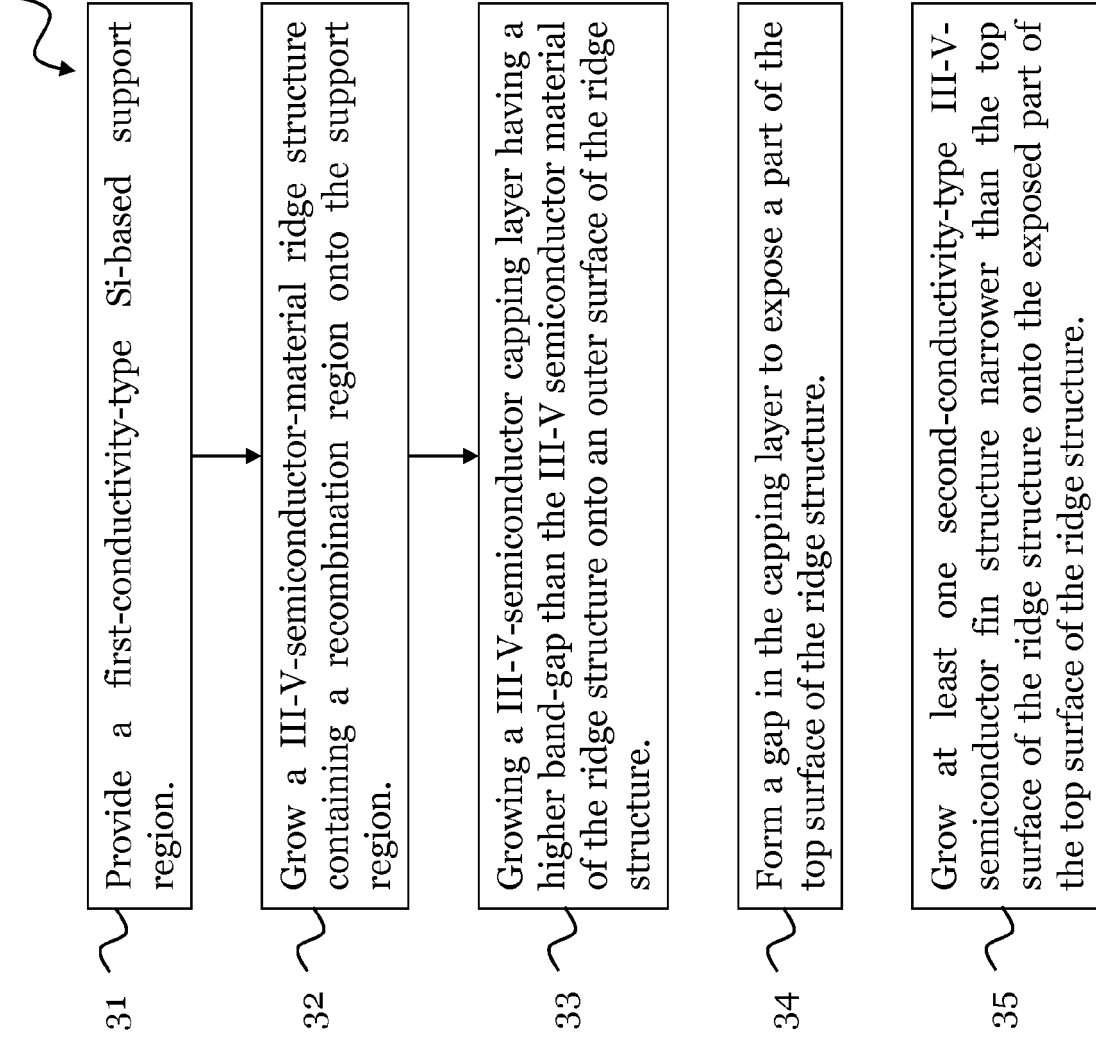 31
Provide a first-conductivity-type Si-based support
region.
32
Grow a III-V-semiconductor-material ridge structure
containing a recombination region onto the support
region.
33
Growing a III-V-semiconductor capping layer having a
higher band-gap than the III-V semiconductor material
of the ridge structure onto an outer surface of the ridge
structure.
34
Form a gap in the capping layer to expose a part of the
top surface of the ridge structure.
35
Grow at least one second-conductivity-type III-V-
semiconductor fin structure narrower than the top
surface of the ridge structure onto the exposed part of
the top surface of the ridge structure.